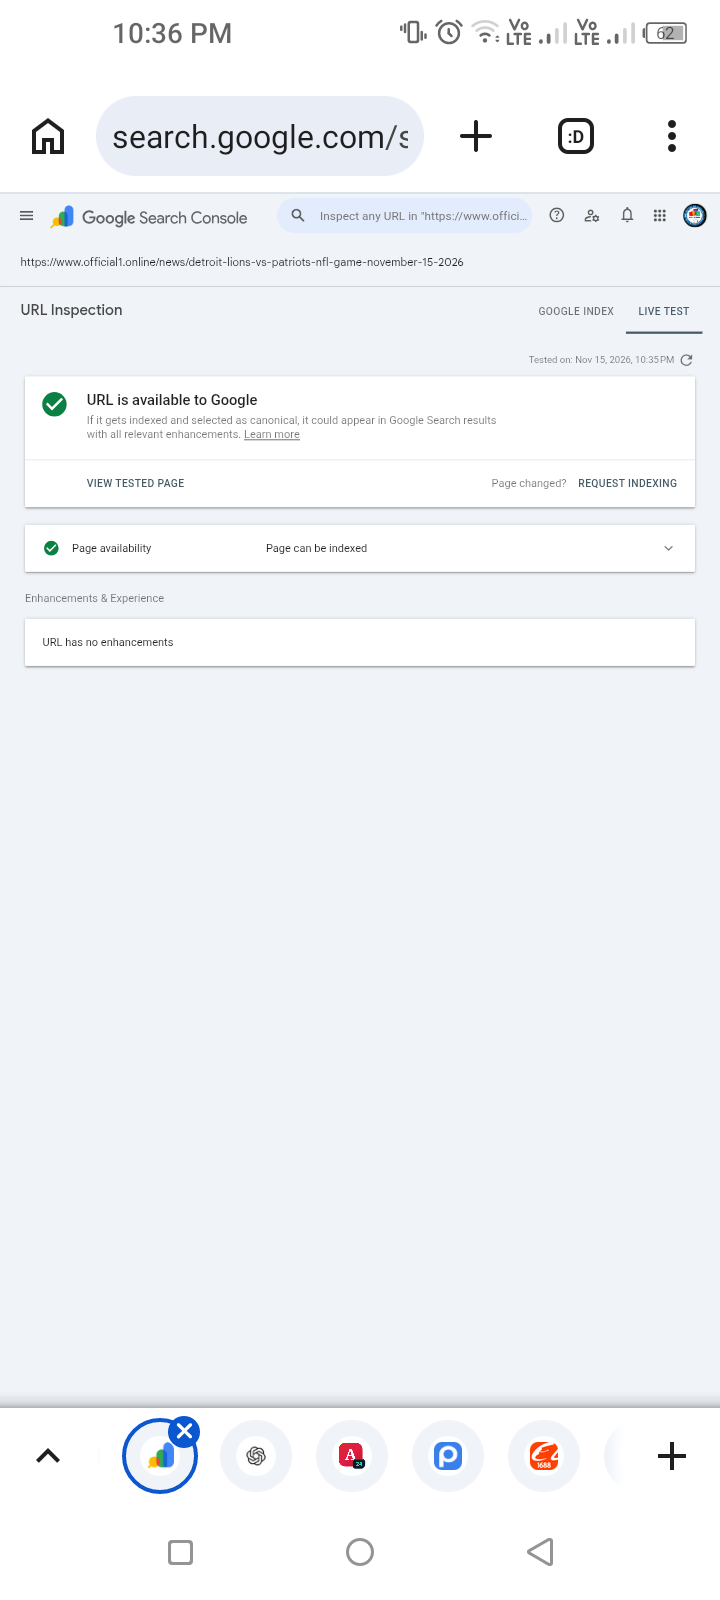 10:36 PM
Vo LTE
Vo LTE
62
search.google.com/s
:D
Google Search Console
Inspect any URL in "https://www.offici...
https://www.official1.online/news/detroit-lions-vs-patriots-nfl-game-november-15-2026
URL Inspection
GOOGLE INDEX
LIVE TEST
Tested on: Nov 15, 2026, 10:35 PM
URL is available to Google
If it gets indexed and selected as canonical, it could appear in Google Search results
with all relevant enhancements. Learn more
VIEW TESTED PAGE
Page changed?
REQUEST INDEXING
Page availability
Page can be indexed
Enhancements & Experience
URL has no enhancements
A
24
1688